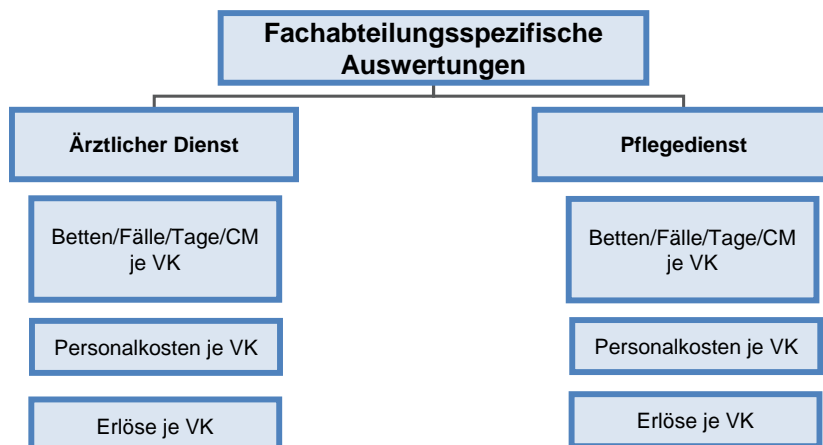 Fachabteilungsspezifische
Auswertungen
Ärztlicher Dienst
Betten/Fälle/Tage/CM
je VK
Personalkosten je VK
Erlöse je VK
Pflegedienst
Betten/Fälle/Tage/CM
je VK
Personalkosten je VK
Erlöse je VK